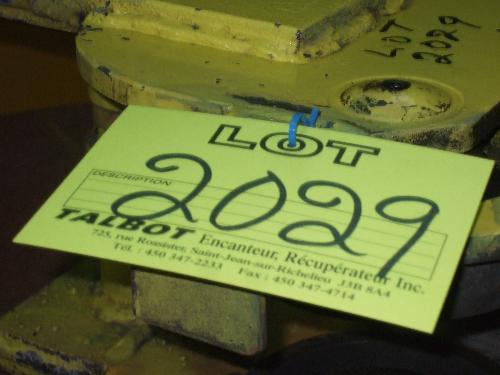 LOT
2029
LOT
DESCRIPTION
2029
TALBOT Encanteur, Récupérateur Inc.
725, rue Rossiter, Saint-Jean-sur-Richelieu J3B 8A4
Tél. : 450 347-2233 Fax : 450 347-4714